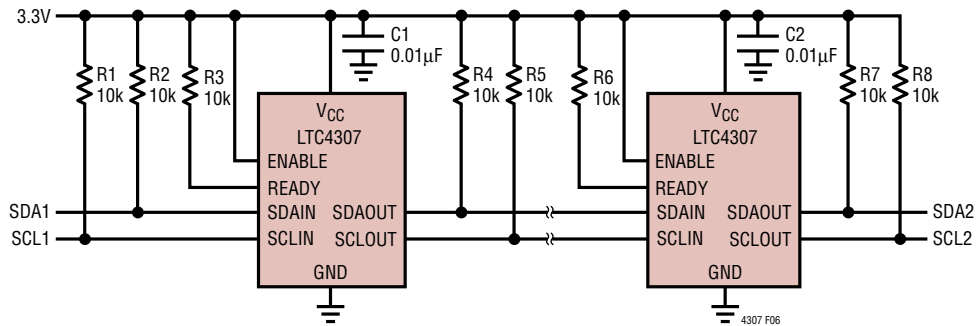 3.3V
C1
0.01μF
C2
0.01μF
R1
10k
R2
10k
R3
10k
R4
10k
R5
10k
R6
10k
R7
10k
R8
10k
VCC
LTC4307
ENABLE
READY
SDAIN SDAOUT
SCLIN SCLOUT
GND
VCC
LTC4307
ENABLE
READY
SDAIN SDAOUT
SCLIN SCLOUT
GND
SDA1
SCL1
SDA2
SCL2
4307 F06